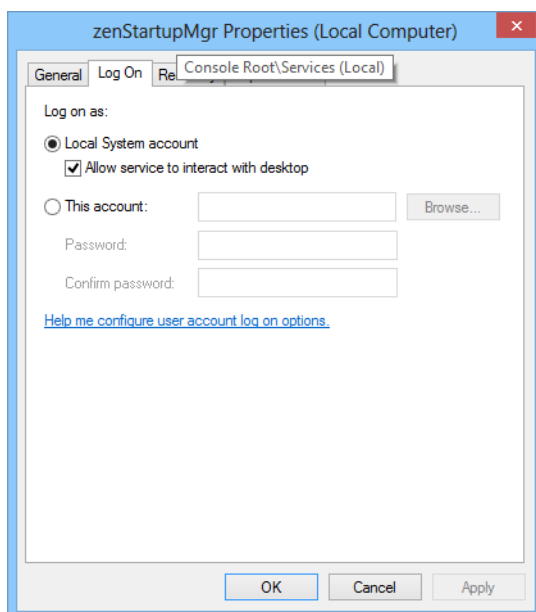 zenStartupMgr Properties (Local Computer)
Console Root\Services (Local)
General Log On
Log on as:
Local System account
Allow service to interact with desktop
This account:
Browse...
Password:
Confirm password:
Help me configure user account log on options.
OK Cancel Apply